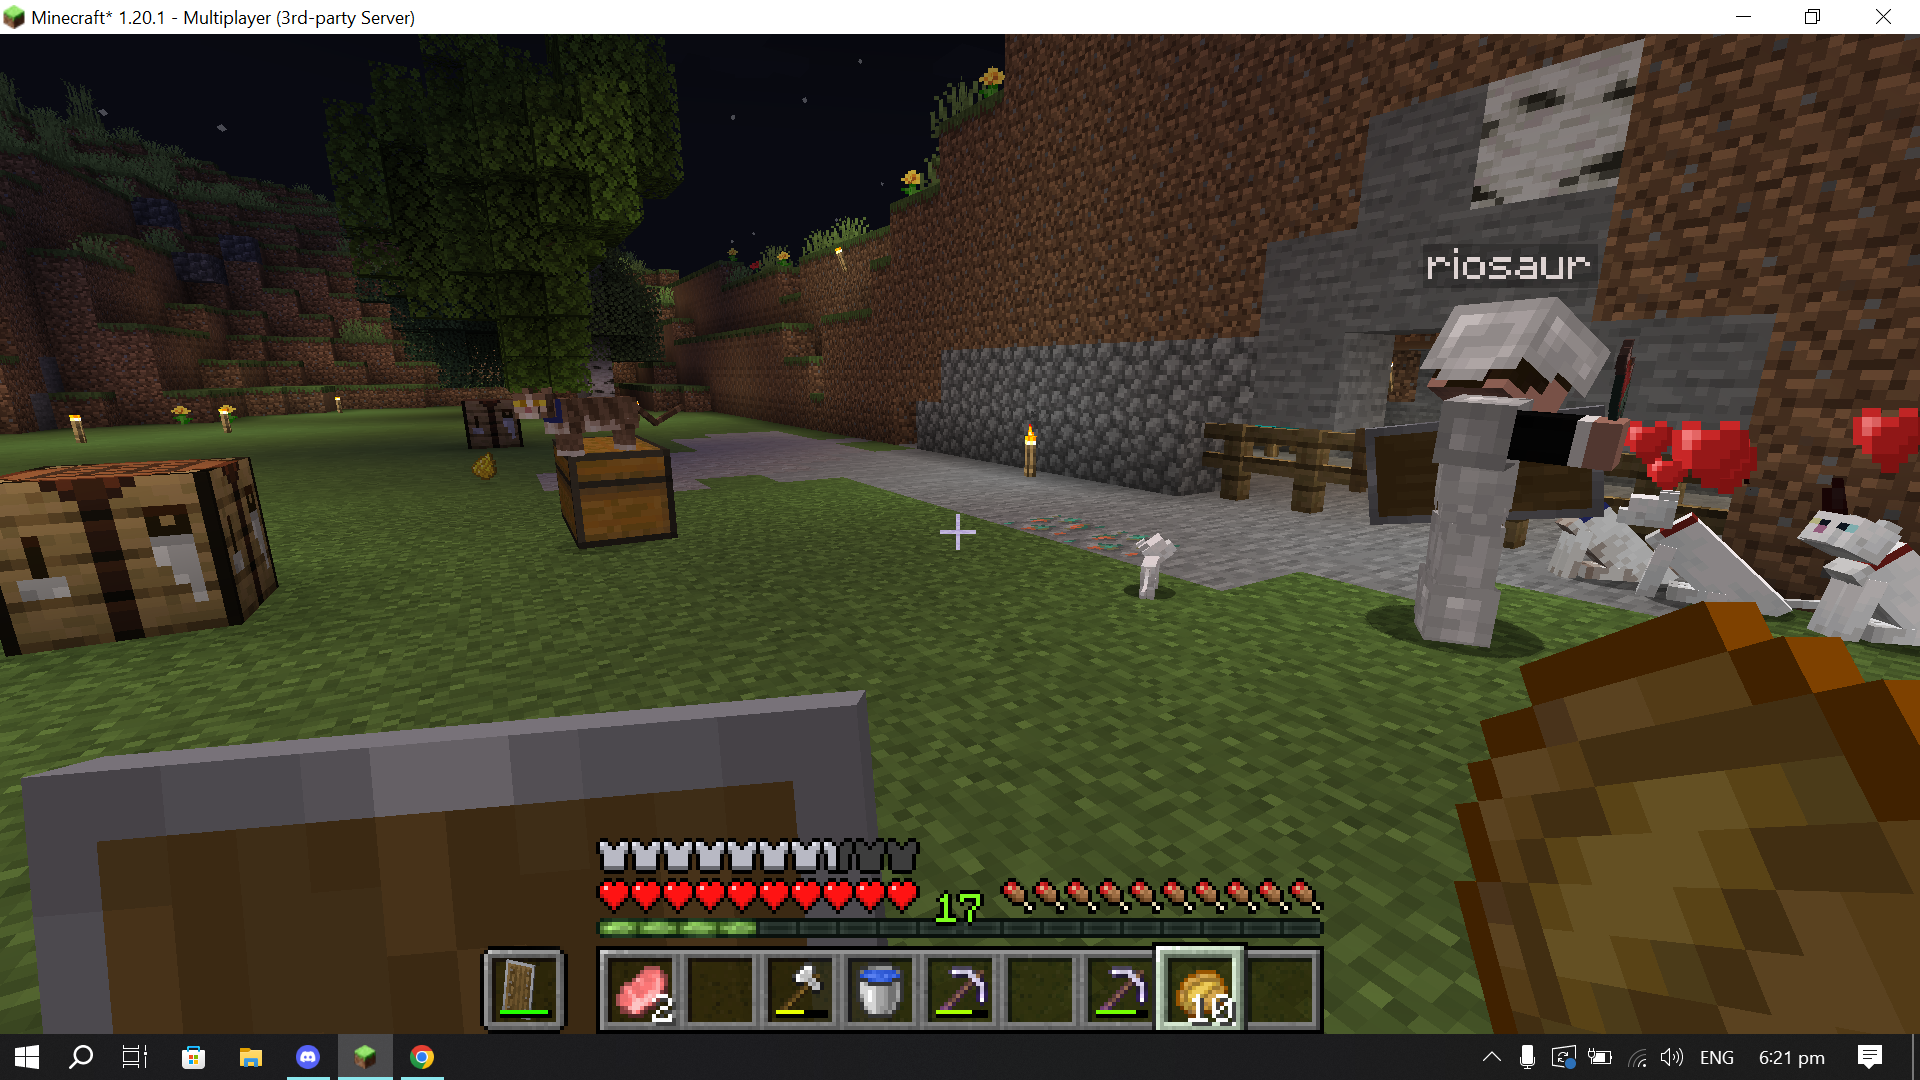 Minecraft* 1.20.1 - Multiplayer (3rd-party Server)
riosaur
17
2
10
ENG
6:21 pm